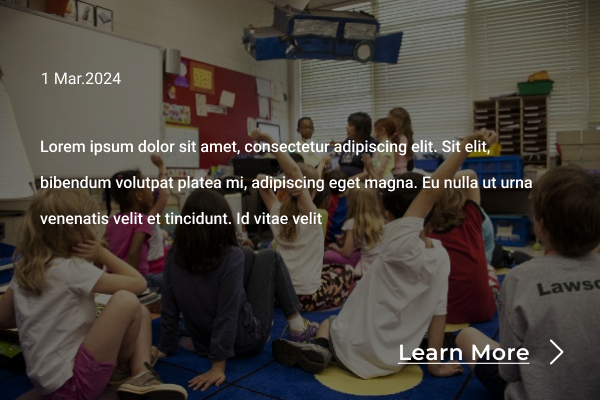 1 Mar.2024
Lorem ipsum dolor sit amet, consectetur adipiscing elit. Sit elit,
bibendum volutpat platea mi, adipiscing eget magna. Eu nulla ut urna
venenatis velit et tincidunt. Id vitae velit
Learn More